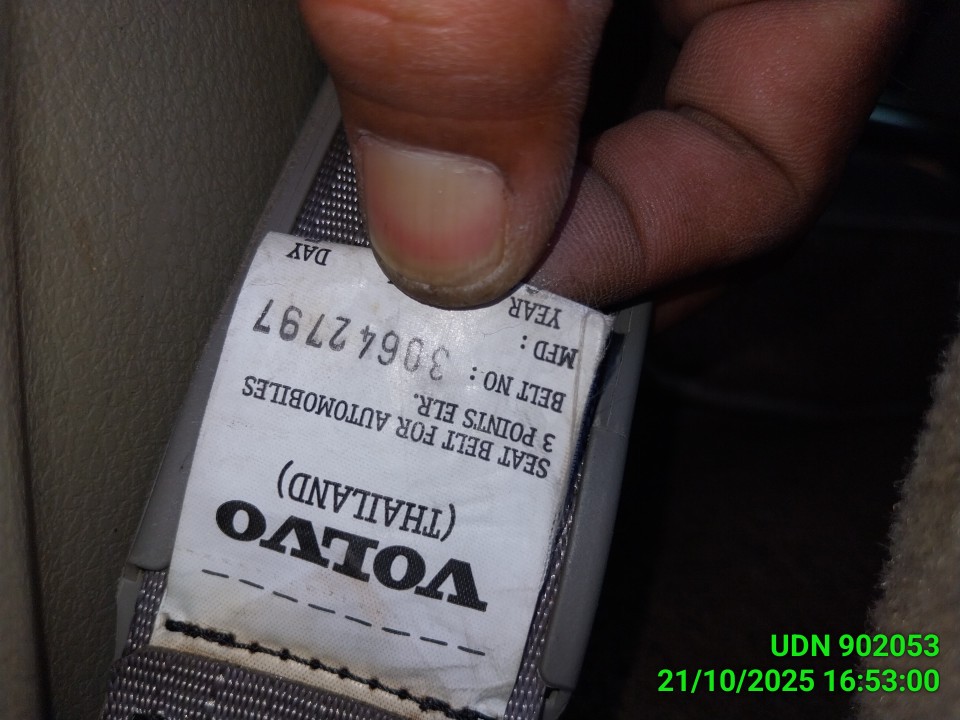 VOLVO
(THAILAND)
SEAT BELT FOR AUTOMOBILES
3 POINTS ELR.
BELT NO : 30642797
MFD :
YEAR
DAY
UDN 902053
21/10/2025 16:53:00